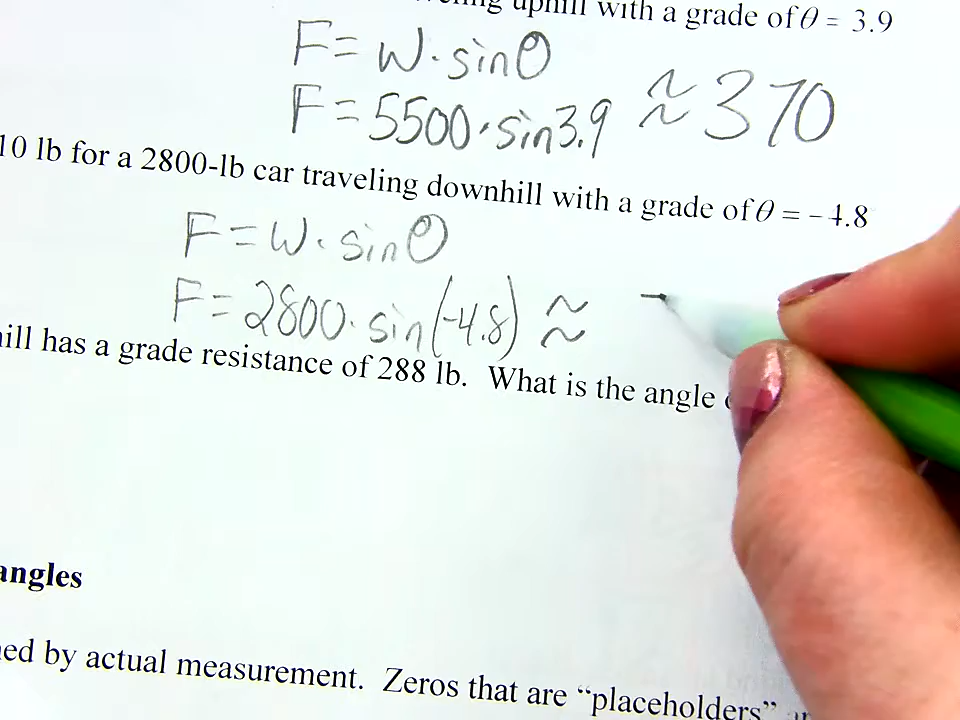 uphill with a grade of θ = 3.9
F = W · sinθ
F = 5500 · sin3.9 ≈ 370
10 lb for a 2800-lb car traveling downhill with a grade of θ = -4.8
F = W · sinθ
F = 2800 · sin(-4.8) ≈ -
hill has a grade resistance of 288 lb. What is the angle
angles
ned by actual measurement. Zeros that are “placeholders”